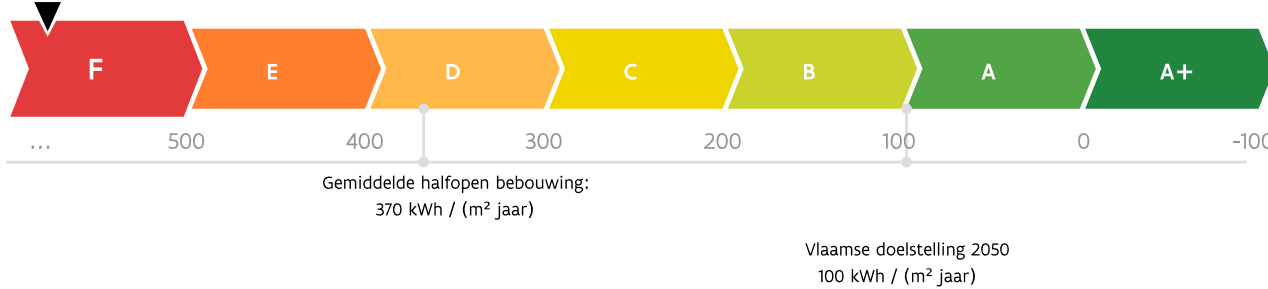 F E D C B A A+
... 500 400 300 200 100 0 -100
Gemiddelde halfopen bebouwing:
370 kWh / (m² jaar)
Vlaamse doelstelling 2050
100 kWh / (m² jaar)